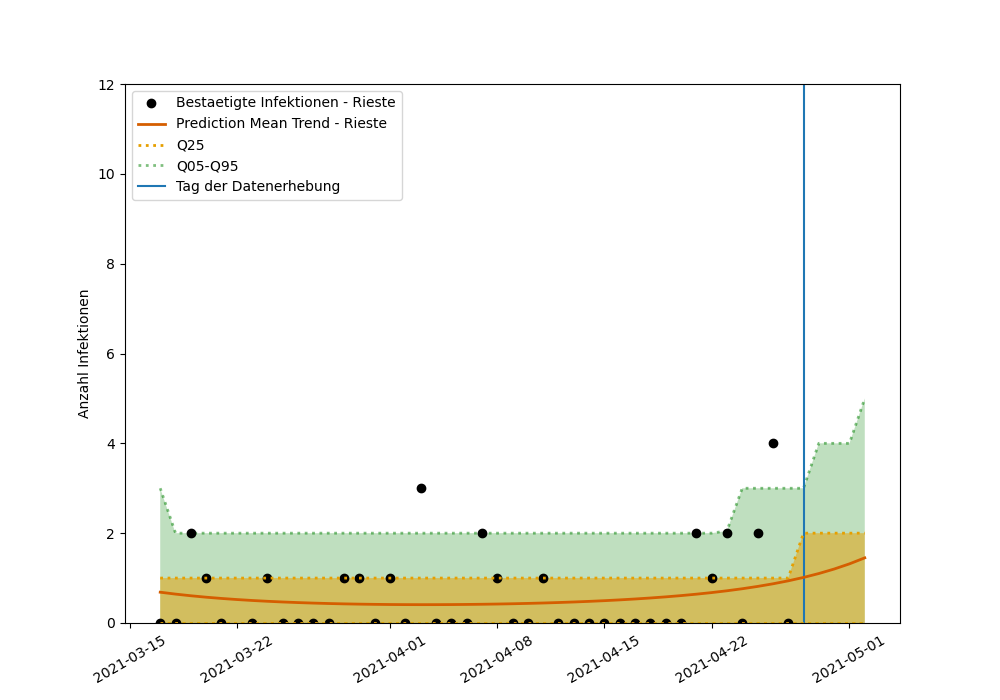 12
10
8
6
4
2
0
Anzahl Infektionen
Bestaetigte Infektionen - Rieste
Prediction Mean Trend - Rieste
Q25
Q05-Q95
Tag der Datenerhebung
2021-03-15
2021-03-22
2021-04-01
2021-04-08
2021-04-15
2021-04-22
2021-05-01